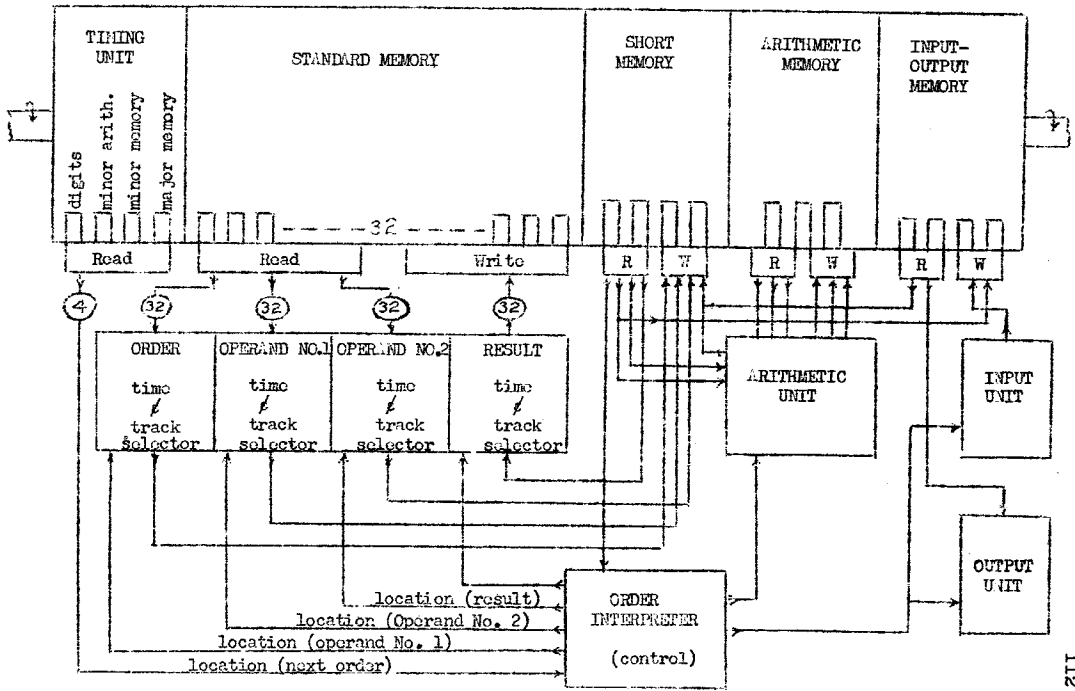 TIMING
UNIT
STANDARD MEMORY
SHORT
MEMORY
ARITHMETIC
MEMORY
INPUT-
OUTPUT
MEMORY
digits
minor arith.
minor memory
major memory
32
Read
Read
Write
R
W
R
W
R
W
4
32
32
32
32
ORDER
time
&
track
selector
OPERAND NO.1
time
&
track
selector
OPERAND NO.2
time
&
track
selector
RESULT
time
&
track
selector
ARITHMETIC
UNIT
INPUT
UNIT
OUTPUT
UNIT
ORDER
INTERPRETER
(control)
location (result)
location (Operand No. 2)
location (operand No. 1)
location (next order)
112